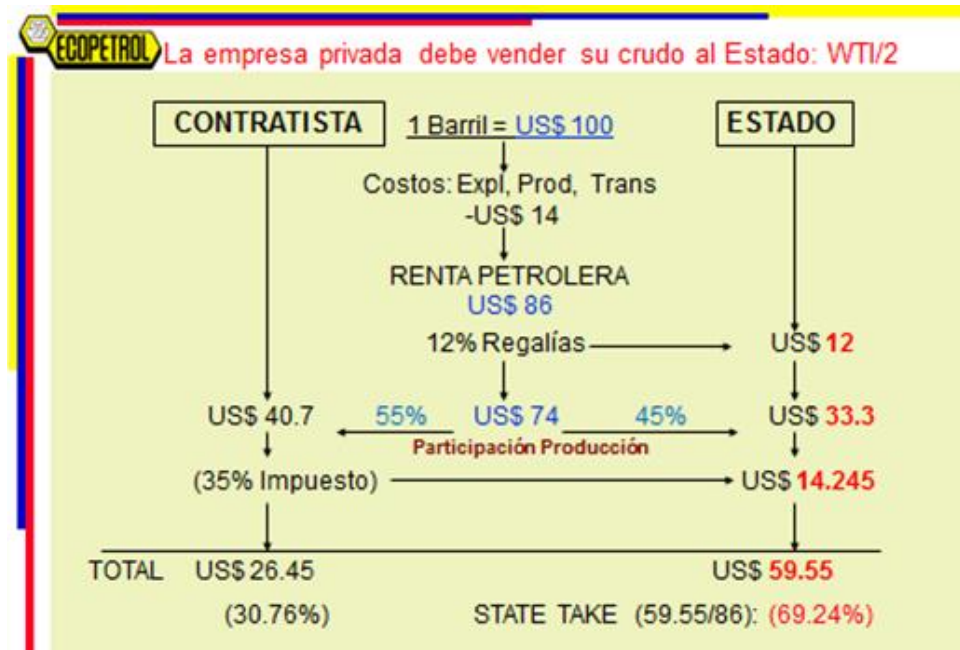 ECOPETROL
La empresa privada debe vender su crudo al Estado: WTI/2
CONTRATISTA
1 Barril = US$ 100
ESTADO
Costos: Expl, Prod, Trans
-US$ 14
RENTA PETROLERA
US$ 86
12% Regalías
US$ 12
US$ 40.7
55%
US$ 74
45%
US$ 33.3
Participación Producción
(35% Impuesto)
US$ 14.245
TOTAL
US$ 26.45
US$ 59.55
(30.76%)
STATE TAKE (59.55/86): (69.24%)